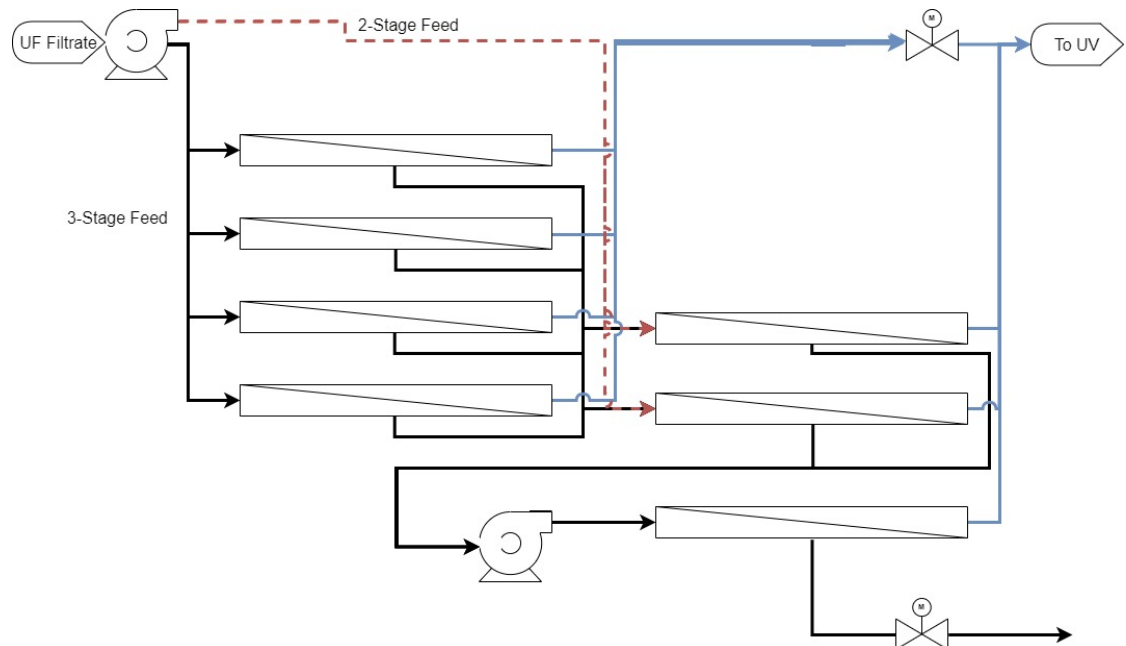 2-Stage Feed
UF Filtrate
M
To UV
3-Stage Feed
M